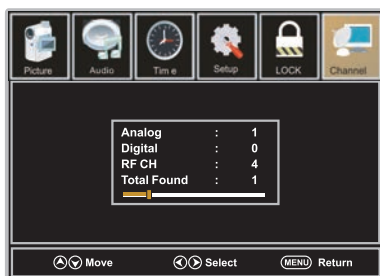 Picture Audio Tim e Setup LOCK Channel
Analog : 1
Digital : 0
RF CH : 4
Total Found : 1
Move Select MENU Return